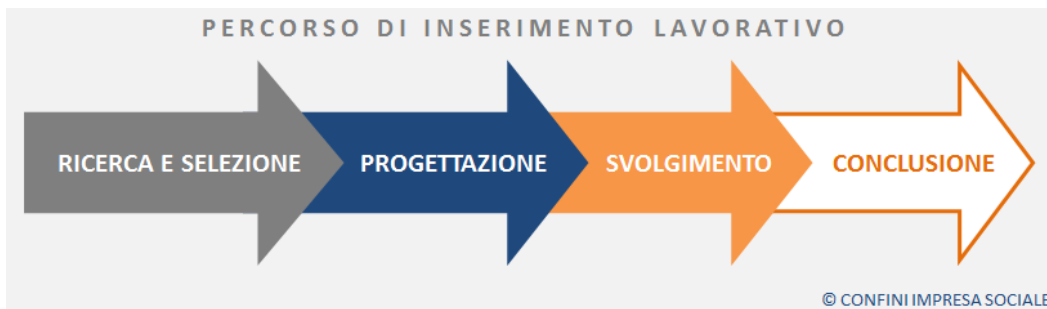 PERCORSO DI INSERIMENTO LAVORATIVO
RICERCA E SELEZIONE
PROGETTAZIONE
SVOLGIMENTO
CONCLUSIONE
© CONFINI IMPRESA SOCIALE